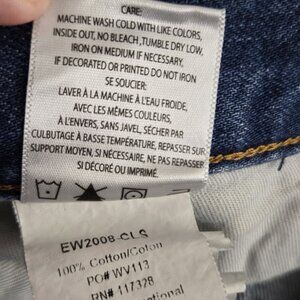 CARE:
MACHINE WASH COLD WITH LIKE COLORS,
INSIDE OUT, NO BLEACH ,TUMBLE DRY LOW,
IRON ON MEDIUM IF NECESSARY,
IF DECORATED OR PRINTED DO NOT IRON
SE SOUCIER:
LAVER À LA MACHINE À L'EAU FROIDE,
AVEC LES MÊMES COULEURS,
À L'ENVERS, SANS JAVEL, SÉCHER PAR
CULBUTAGE À BASSE TEMPÉRATURE, REPASSER
SUPPORT MOYEN, SI NÉCESSAIRE, NE PAS REPASSER
SI DÉCORÉ OU IMPRIMÉ.
EW2008-CLS
100% Cotton/Coton
PO# WV113
RN# 117328